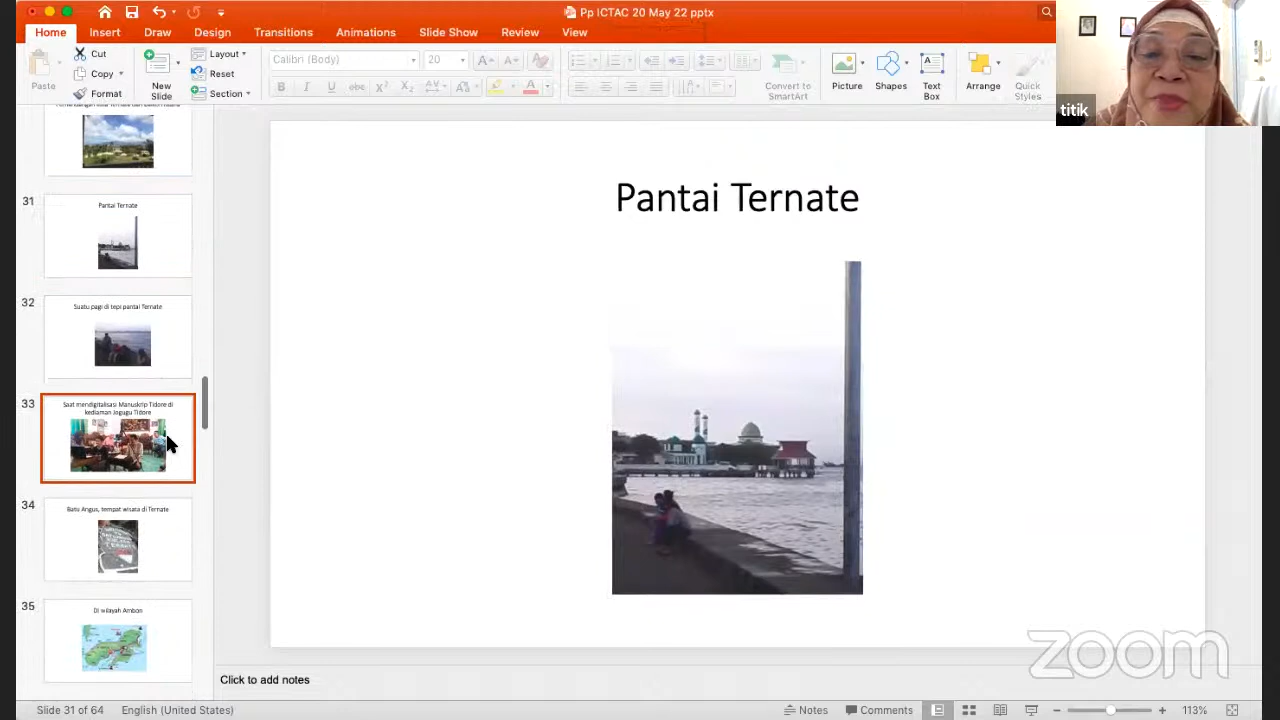 Pp ICTAC 20 May 22 pptx
Home Insert Draw Design Transitions Animations Slide Show Review View
Paste
Cut
Copy
Format
New Slide
Layout
Reset
Section
Calibri (Body) 20
Convert to SmartArt
Picture
Shapes
Text Box
Arrange
Quick Styles
titik
31
Pantai Ternate
32
Suatu pagi di tepi pantai Ternate
33
Saat mendigitalisasi Manuskrip Tidore di
kediaman Jogugu Tidore
34
Batu Angus, tempat wisata di Ternate
35
Di wilayah Ambon
Pantai Ternate
zoom
Click to add notes
Slide 31 of 64 English (United States) Notes Comments 113%